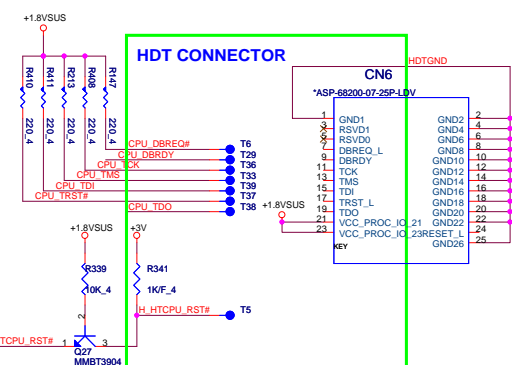 +1.8VSUS
HDT CONNECTOR
HDTGND
CN6
*ASP-68200-07-25P-LDV
R410
R411
R213
R408
R147
220_4
220_4
220_4
220_4
220_4
CPU_DBREQ# T6
CPU_DBRDY T29
CPU_TCK T36
CPU_TMS T33
CPU_TDI T39
CPU_TRST# T37
CPU_TDO T38
1 GND1 GND2 2
3 RSVD1 GND4 4
5 RSVD0 GND6 6
7 DBREQ_L GND8 8
9 DBRDY GND10 10
11 TCK GND12 12
13 TMS GND14 14
15 TDI GND16 16
17 TRST_L GND18 18
19 TDO GND20 20
+1.8VSUS
21 VCC_PROC_IO_21 GND22 22
23 VCC_PROC_IO_23 RESET_L 24
KEY GND26 25
+1.8VSUS
+3V
R339
10K_4
R341
1K/F_4
H_HTCPU_RST# T5
2
TCPU_RST# 1 3
Q27
MMBT3904